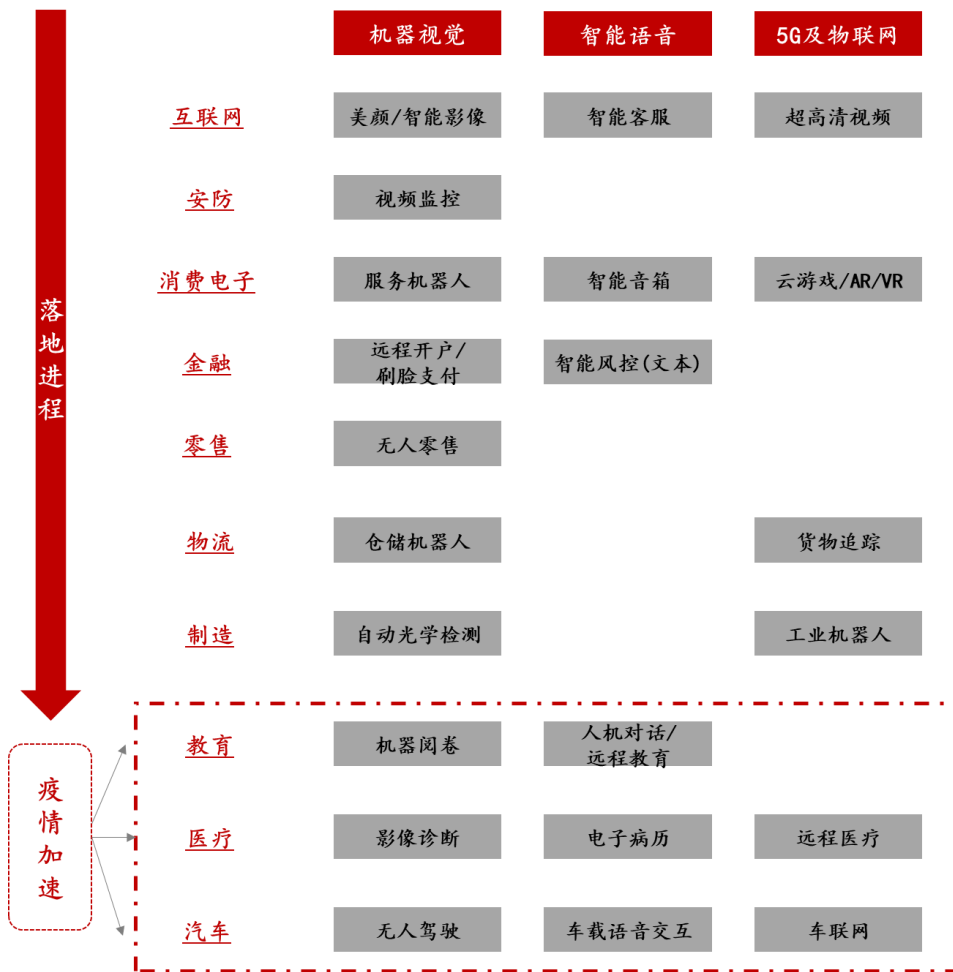 机器视觉
智能语音
5G及物联网
互联网
美颜/智能影像
智能客服
超高清视频
安防
视频监控
消费电子
服务机器人
智能音箱
云游戏/AR/VR
落地进程
金融
远程开户/
刷脸支付
智能风控(文本)
零售
无人零售
物流
仓储机器人
货物追踪
制造
自动光学检测
工业机器人
教育
机器阅卷
人机对话/
远程教育
疫情加速
医疗
影像诊断
电子病历
远程医疗
汽车
无人驾驶
车载语音交互
车联网